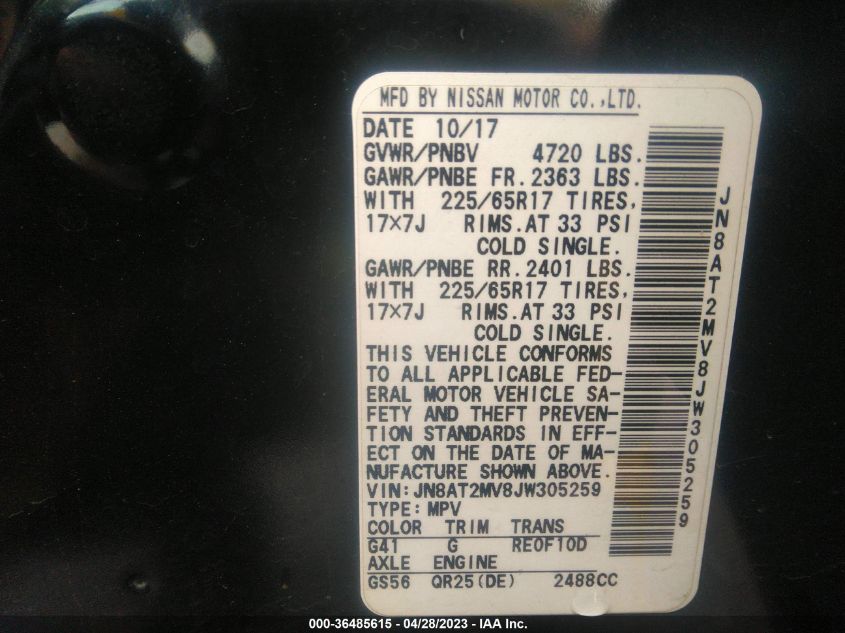 MFD BY NISSAN MOTOR CO.,LTD.
DATE 10/17
GVWR/PNBV 4720 LBS.
GAWR/PNBE FR.2363 LBS.
WITH 225/65R17 TIRES,
17×7J RIMS.AT 33 PSI
COLD SINGLE.
GAWR/PNBE RR.2401 LBS.
WITH 225/65R17 TIRES,
17×7J RIMS.AT 33 PSI
COLD SINGLE.
THIS VEHICLE CONFORMS
TO ALL APPLICABLE FED-
ERAL MOTOR VEHICLE SA-
FETY AND THEFT PREVEN-
TION STANDARDS IN EFF-
ECT ON THE DATE OF MA-
NUFACTURE SHOWN ABOVE.
VIN:JN8AT2MV8JW305259
TYPE:MPV
COLOR TRIM TRANS
G41 G RE0F10D
AXLE ENGINE
GS56 QR25(DE) 2488CC
JN8AT2MV8JW305259
000-36485615 - 04/28/2023 - IAA Inc.